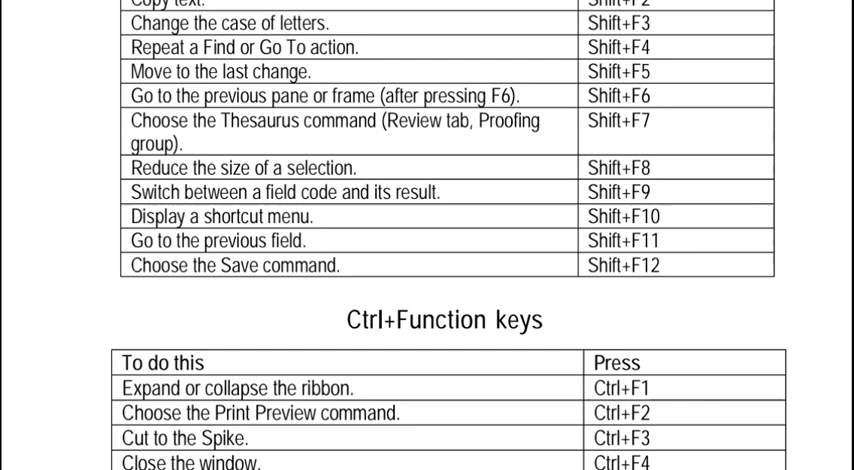 Copy text. Shift+F2
Change the case of letters. Shift+F3
Repeat a Find or Go To action. Shift+F4
Move to the last change. Shift+F5
Go to the previous pane or frame (after pressing F6). Shift+F6
Choose the Thesaurus command (Review tab, Proofing Shift+F7
group).
Reduce the size of a selection. Shift+F8
Switch between a field code and its result. Shift+F9
Display a shortcut menu. Shift+F10
Go to the previous field. Shift+F11
Choose the Save command. Shift+F12
Ctrl+Function keys
To do this Press
Expand or collapse the ribbon. Ctrl+F1
Choose the Print Preview command. Ctrl+F2
Cut to the Spike. Ctrl+F3
Close the window. Ctrl+F4